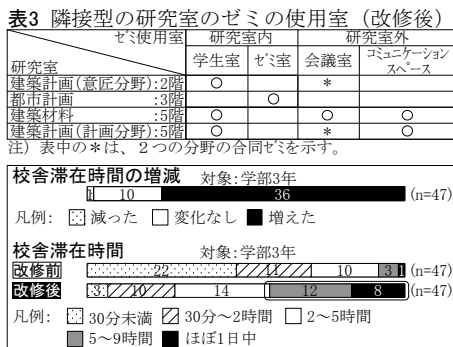 表3 隣接型の研究室のゼミの使用室（改修後）
ゼミ使用室 研究室内 研究室外
研究室 学生室 ゼミ室 会議室 コミュニケーションスペース
建築計画(意匠分野):2階 ○ *
都市計画 :3階 ○
建築材料 :5階 ○ ○ ○
建築計画(計画分野):5階 ○ * ○
注）表中の＊は、２つの分野の合同ゼミを示す。
校舎滞在時間の増減 対象:学部3年
1 10 36 (n=47)
凡例: 減った 変化なし 増えた
校舎滞在時間 対象:学部3年
改修前 22 11 10 3 1 (n=47)
改修後 3 10 14 12 8 (n=47)
凡例: 30分未満 30分～2時間 2～5時間
5～9時間 ほぼ1日中